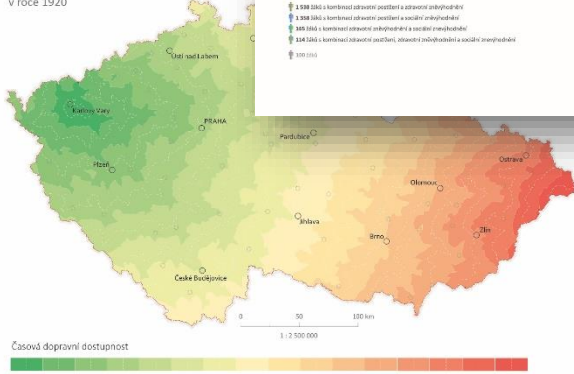 v roce 1920
1 538 žáků s kombinací zdravotní postižení a zdravotní znevýhodnění
1 358 žáků s kombinací zdravotní postižení a sociální znevýhodnění
165 žáků s kombinací zdravotní znevýhodnění a sociální znevýhodnění
114 žáků s kombinací zdravotní postižení, zdravotní znevýhodnění a sociální znevýhodnění
100 žáků
Ústí nad Labem
Karlovy Vary
PRAHA
Pardubice
Ostrava
Plzeň
Olomouc
Jihlava
Brno
Zlín
České Budějovice
0 50 100 km
1 : 2 500 000
Časová dopravní dostupnost